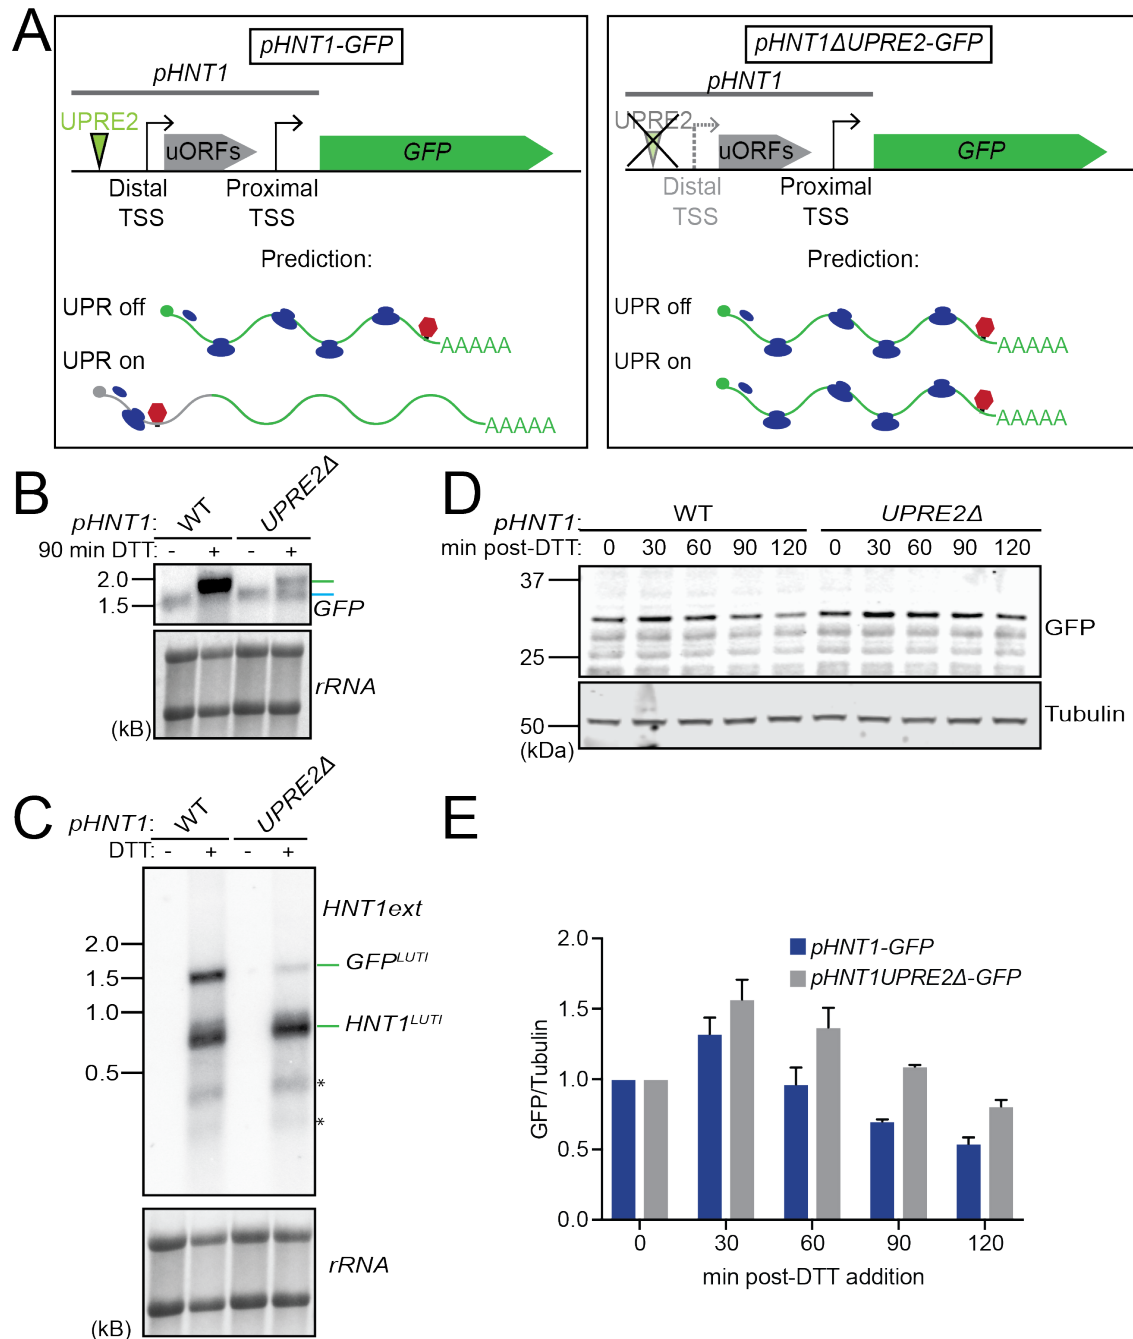 A
pHNT1-GFP
pHNT1
UPRE2
uORFs
GFP
Distal
TSS
Proximal
TSS
Prediction:
UPR off
AAAAA
UPR on
AAAAA
pHNT1ΔUPRE2-GFP
pHNT1
UPRE2
uORFs
GFP
Distal
TSS
Proximal
TSS
Prediction:
UPR off
AAAAA
UPR on
AAAAA
B
pHNT1: WT UPRE2Δ
90 min DTT - + - +
2.0
1.5
GFP
rRNA
(kB)
C
pHNT1: WT UPRE2Δ
DTT: - + - +
HNT1ext
2.0
GFP^LUTI
1.5
1.0
HNT1^LUTI
0.5
*
*
rRNA
(kB)
D
pHNT1: WT UPRE2Δ
min post-DTT: 0 30 60 90 120 0 30 60 90 120
37
GFP
25
Tubulin
50
(kDa)
E
pHNT1-GFP
pHNT1UPRE2Δ-GFP
GFP/Tubulin
2.0
1.5
1.0
0.5
0.0
0 30 60 90 120
min post-DTT addition